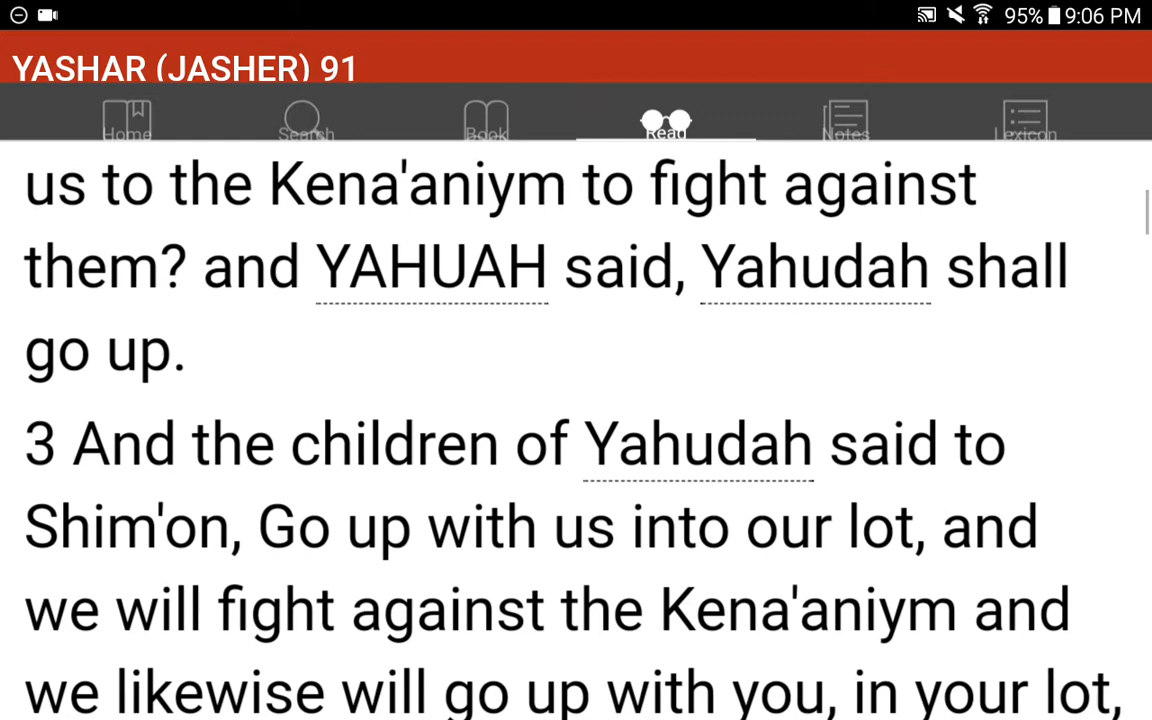 95% 9:06 PM
YASHAR (JASHER) 91
Home Search Book Read Notes Lexicon
us to the Kena'aniym to fight against
them? and YAHUAH said, Yahudah shall
go up.
3 And the children of Yahudah said to
Shim'on, Go up with us into our lot, and
we will fight against the Kena'aniym and
we likewise will go up with you, in your lot,